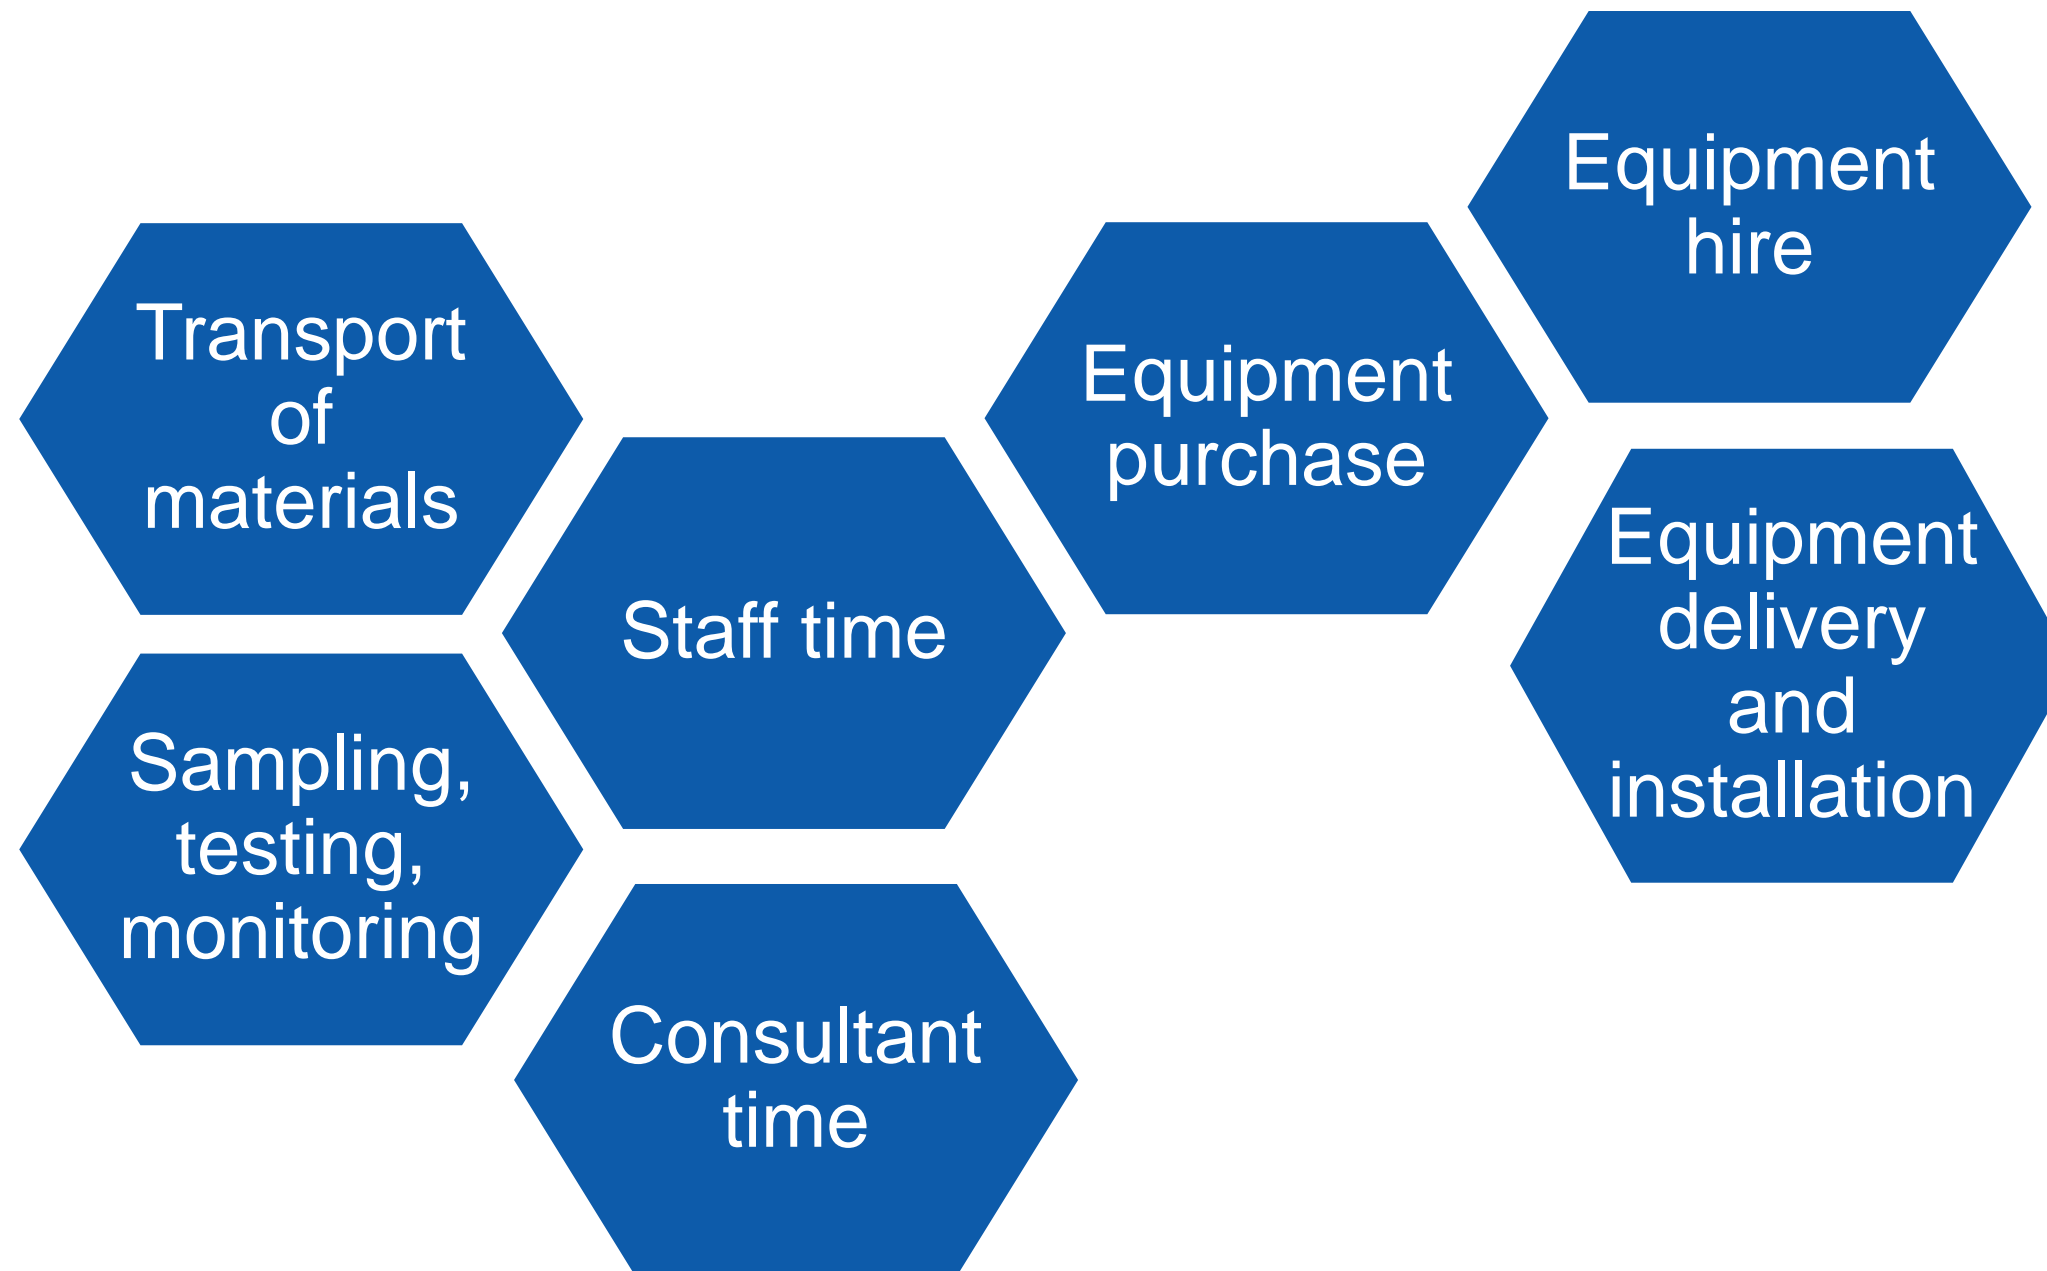 Transport
of
materials
Sampling,
testing,
monitoring
Staff time
Consultant
time
Equipment
purchase
Equipment
hire
Equipment
delivery
and
installation